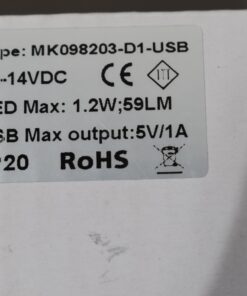 pe: MK098203-D1-USB
-14VDC CE
ED Max: 1.2W;59LM
SB Max output:5V/1A
20 RoHS